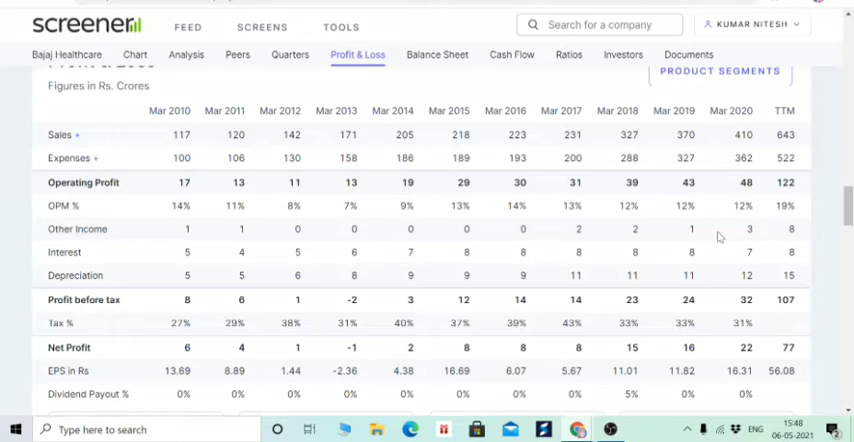 screener
FEED SCREENS TOOLS
Search for a company
KUMAR NITESH
Bajaj Healthcare Chart Analysis Peers Quarters Profit & Loss Balance Sheet Cash Flow Ratios Investors Documents
PRODUCT SEGMENTS
Figures in Rs. Crores
Mar 2010 Mar 2011 Mar 2012 Mar 2013 Mar 2014 Mar 2015 Mar 2016 Mar 2017 Mar 2018 Mar 2019 Mar 2020 TTM
Sales + 117 120 142 171 205 218 223 231 327 370 410 643
Expenses + 100 106 130 158 186 189 193 200 288 327 362 522
Operating Profit 17 13 11 13 19 29 30 31 39 43 48 122
OPM % 14% 11% 8% 7% 9% 13% 14% 13% 12% 12% 12% 19%
Other Income 1 1 0 0 0 0 0 2 2 1 3 8
Interest 5 4 5 6 7 8 8 8 8 8 7 8
Depreciation 5 5 6 8 9 9 9 11 11 11 12 15
Profit before tax 8 6 1 -2 3 12 14 14 23 24 32 107
Tax % 27% 29% 38% 31% 40% 37% 39% 43% 33% 33% 31%
Net Profit 6 4 1 -1 2 8 8 8 15 16 22 77
EPS in Rs 13.69 8.89 1.44 -2.36 4.38 16.69 6.07 5.67 11.01 11.82 16.31 56.08
Dividend Payout % 0% 0% 0% 0% 0% 0% 0% 0% 5% 0% 0%
Type here to search
ENG
15:48
06-05-2021
2